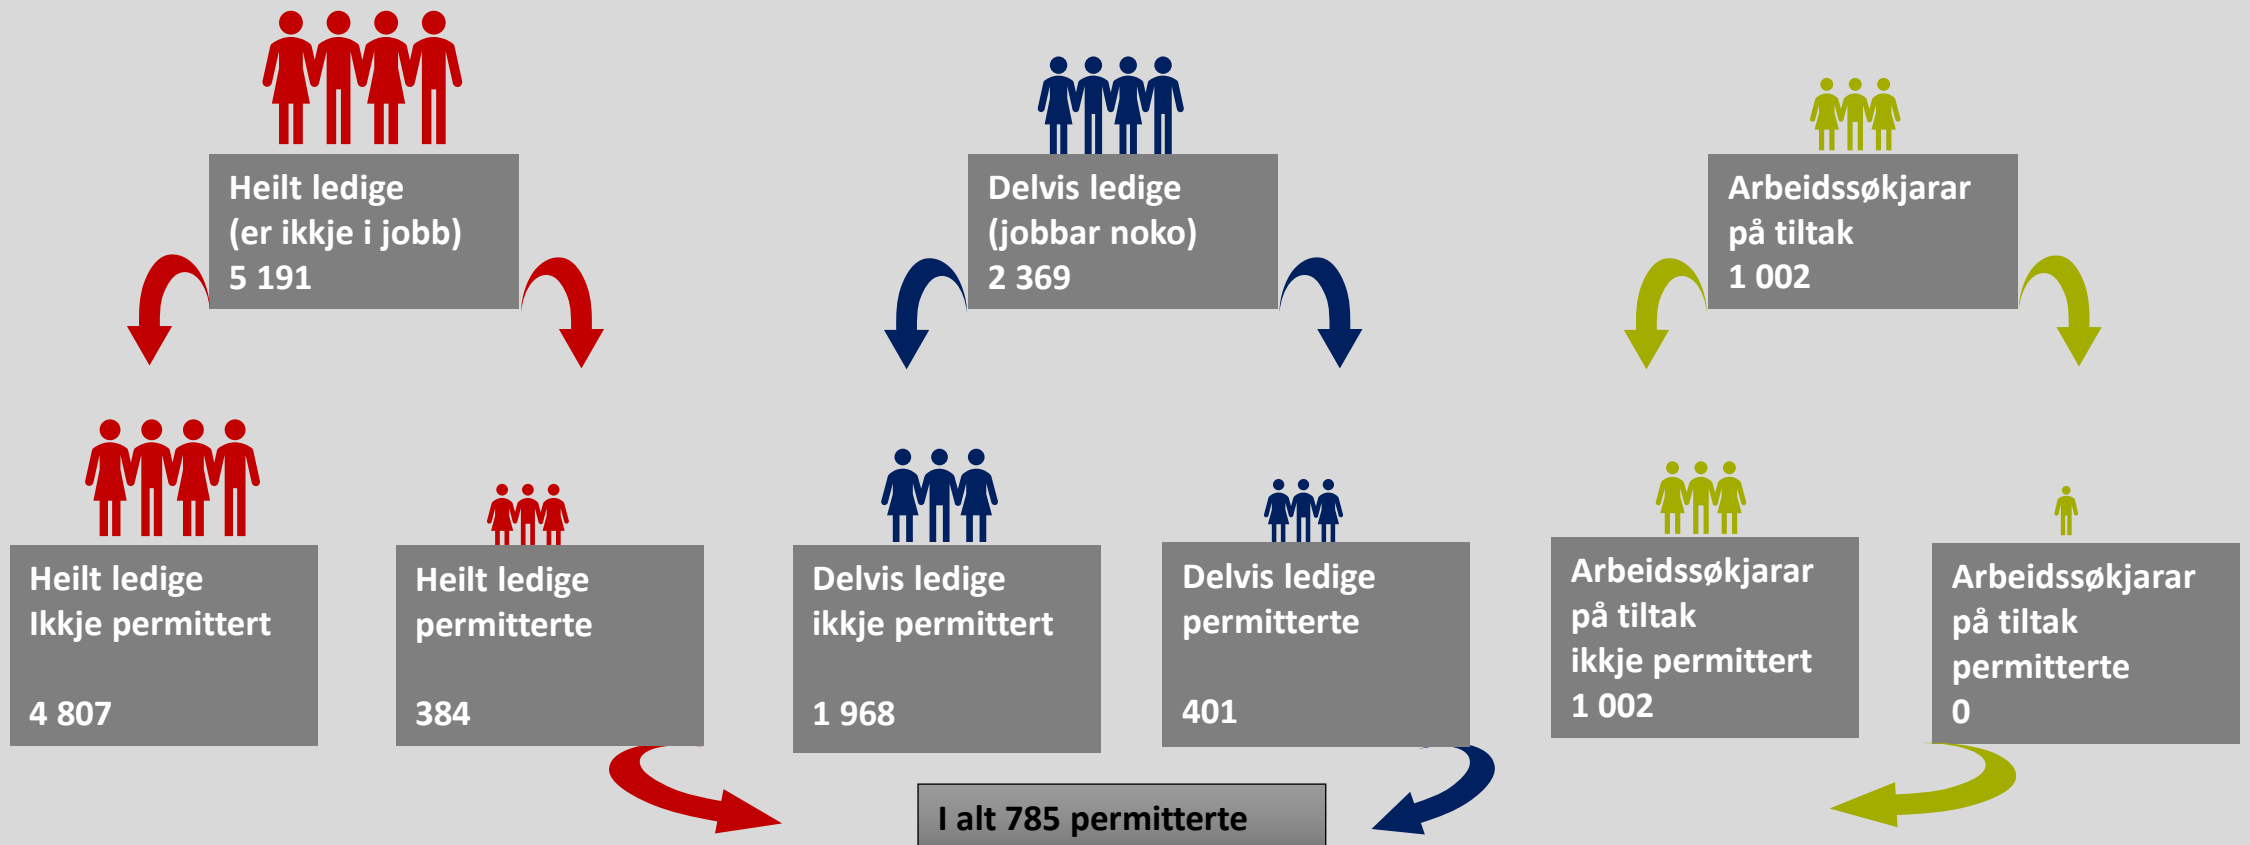 Heilt ledige
(er ikkje i jobb)
5 191
Delvis ledige
(jobbar noko)
2 369
Arbeidssøkjarar
på tiltak
1 002
Heilt ledige
Ikkje permittert
4 807
Heilt ledige
permitterte
384
Delvis ledige
ikkje permittert
1 968
Delvis ledige
permitterte
401
Arbeidssøkjarar
på tiltak
ikkje permittert
1 002
Arbeidssøkjarar
på tiltak
permitterte
0
I alt 785 permitterte